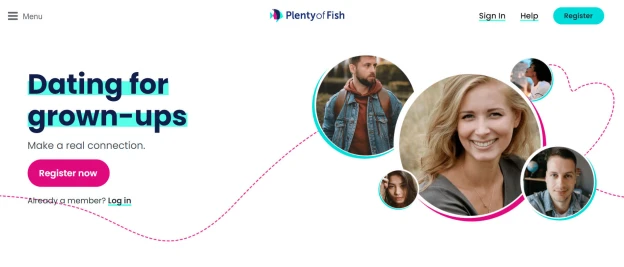 Menu
PlentyofFish
Sign In
Help
Register
Dating for
grown-ups
Make a real connection.
Register now
Already a member? Log in